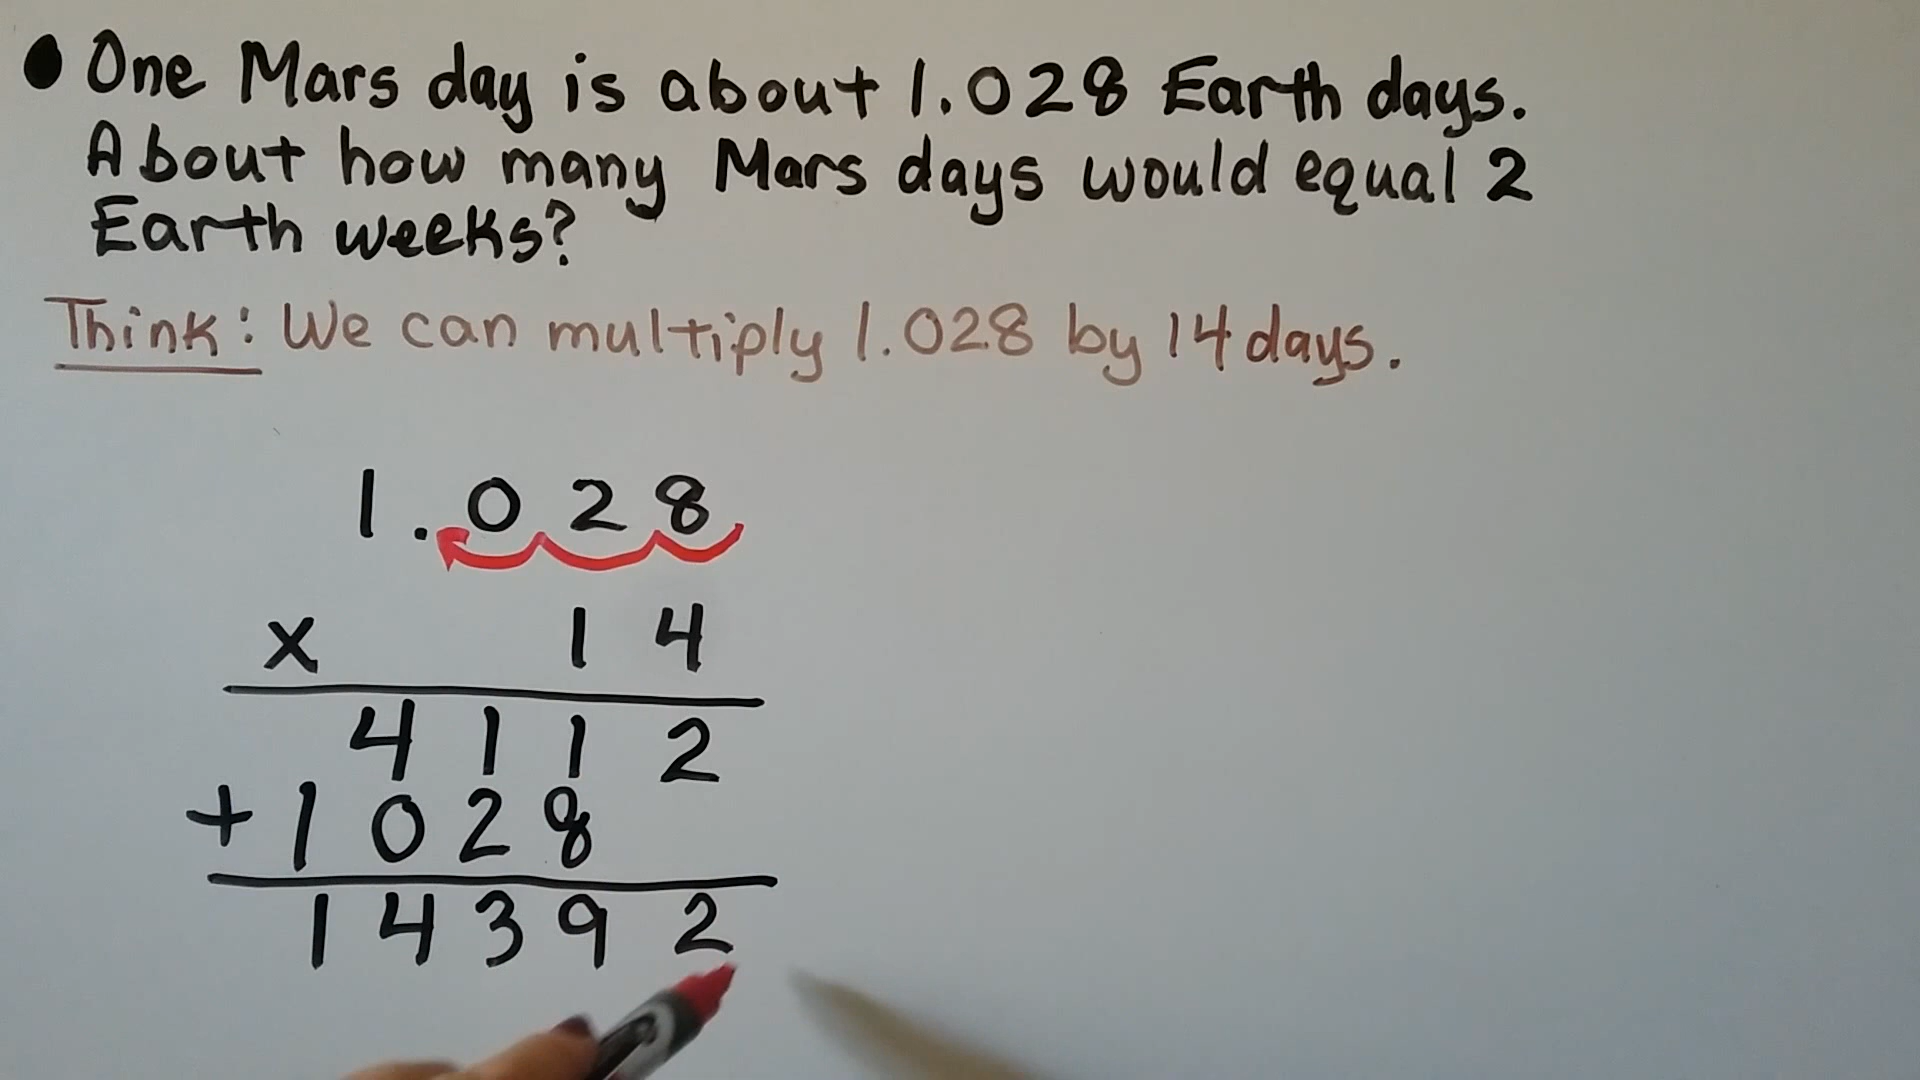 ● One Mars day is about 1.028 Earth days.
About how many Mars days would equal 2
Earth weeks?
Think: We can multiply 1.028 by 14 days.
1.028
x 14
4112
+1028
14392